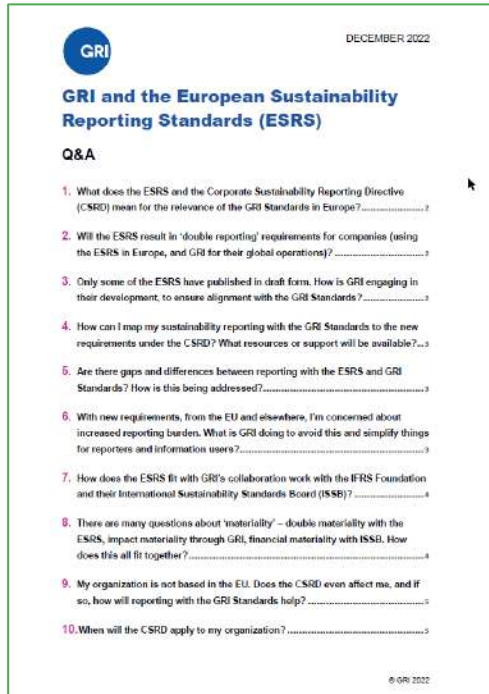 GRI
DECEMBER 2022
GRI and the European Sustainability
Reporting Standards (ESRS)
Q&A
1. What does the ESRS and the Corporate Sustainability Reporting Directive
(CSRD) mean for the relevance of the GRI Standards in Europe?....................2
2. Will the ESRS result in ‘double reporting’ requirements for companies (using
the ESRS in Europe, and GRI for their global operations)?............................2
3. Only some of the ESRS have published in draft form. How is GRI engaging in
their development, to ensure alignment with the GRI Standards?....................2
4. How can I map my sustainability reporting with the GRI Standards to the new
requirements under the CSRD? What resources or support will be available?...3
5. Are there gaps and differences between reporting with the ESRS and GRI
Standards? How is this being addressed?....................................................3
6. With new requirements, from the EU and elsewhere, I'm concerned about
increased reporting burden. What is GRI doing to avoid this and simplify things
for reporters and information users?...........................................................3
7. How does the ESRS fit with GRI's collaboration work with the IFRS Foundation
and their International Sustainability Standards Board (ISSB)?......................4
8. There are many questions about ‘materiality’ – double materiality with the
ESRS, impact materiality through GRI, financial materiality with ISSB. How
does this all fit together?..........................................................................4
9. My organization is not based in the EU. Does the CSRD even affect me, and if
so, how will reporting with the GRI Standards help?....................................5
10. When will the CSRD apply to my organization?..........................................5
© GRI 2022